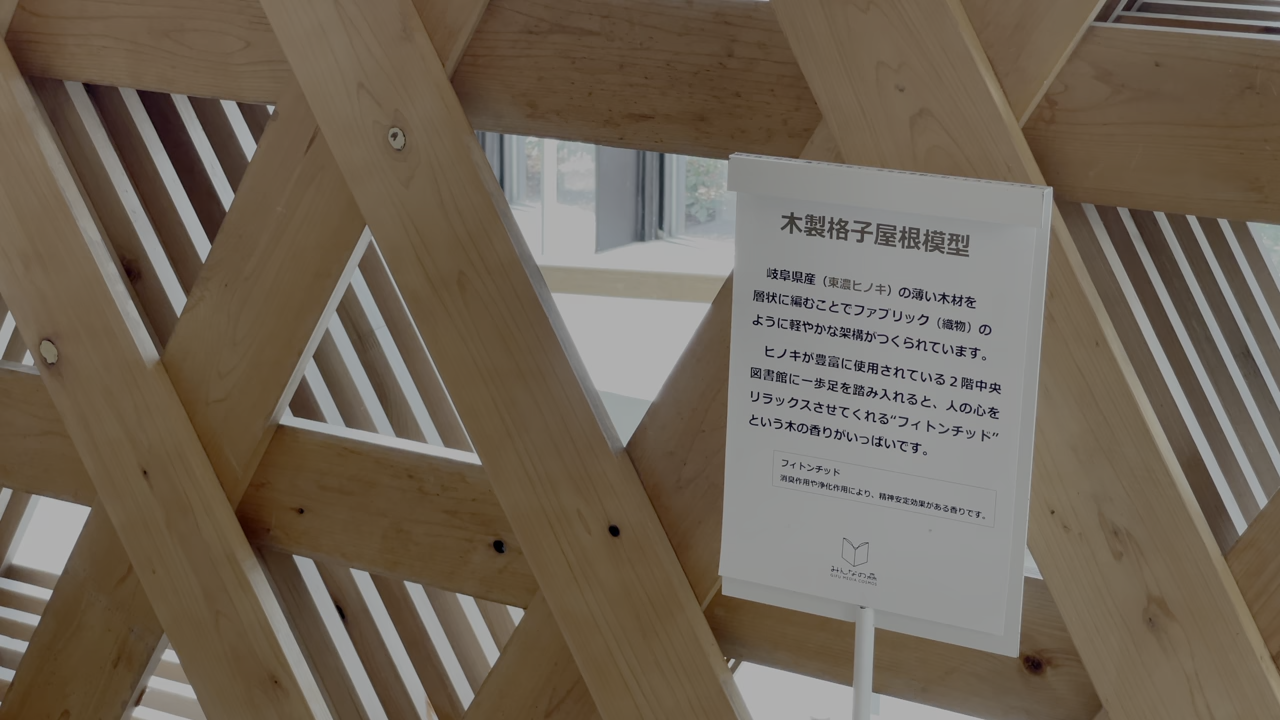 木製格子屋根模型
岐阜県産（東濃ヒノキ）の薄い木材を
層状に編むことでファブリック（織物）の
ように軽やかな架構がつくられています。
ヒノキが豊富に使用されている２階中央
図書館に一歩足を踏み入れると、人の心を
リラックスさせてくれる“フィトンチッド”
という木の香りがいっぱいです。
フィトンチッド
消臭作用や浄化作用により、精神安定効果がある香りです。
みんなの森
GIFU MEDIA COSMOS